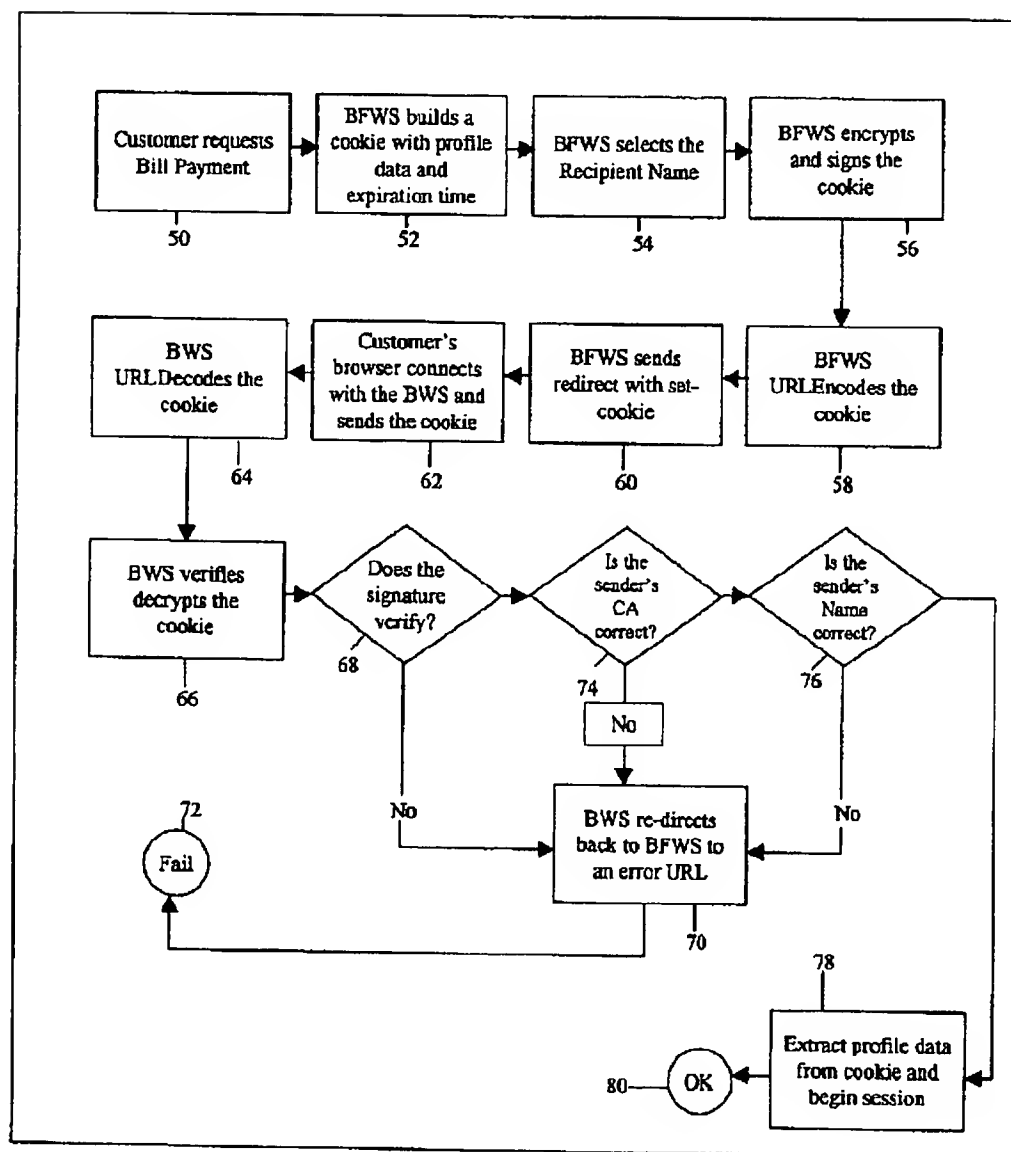 Customer requests
Bill Payment
50
BFWS builds a
cookie with profile
data and
expiration time
52
BFWS selects the
Recipient Name
54
BFWS encrypts
and signs the
cookie
56
BFWS
URLEncodes the
cookie
58
BFWS sends
redirect with set-
cookie
60
Customer's
browser connects
with the BWS and
sends the cookie
62
BWS
URLDecodes the
cookie
64
BWS verifies
decrypts the
cookie
66
Does the
signature
verify?
68
Is the
sender's
CA
correct?
74
Is the
sender's
Name
correct?
76
No
No
No
BWS re-directs
back to BFWS to
an error URL
70
72
Fail
78
Extract profile data
from cookie and
begin session
80
OK